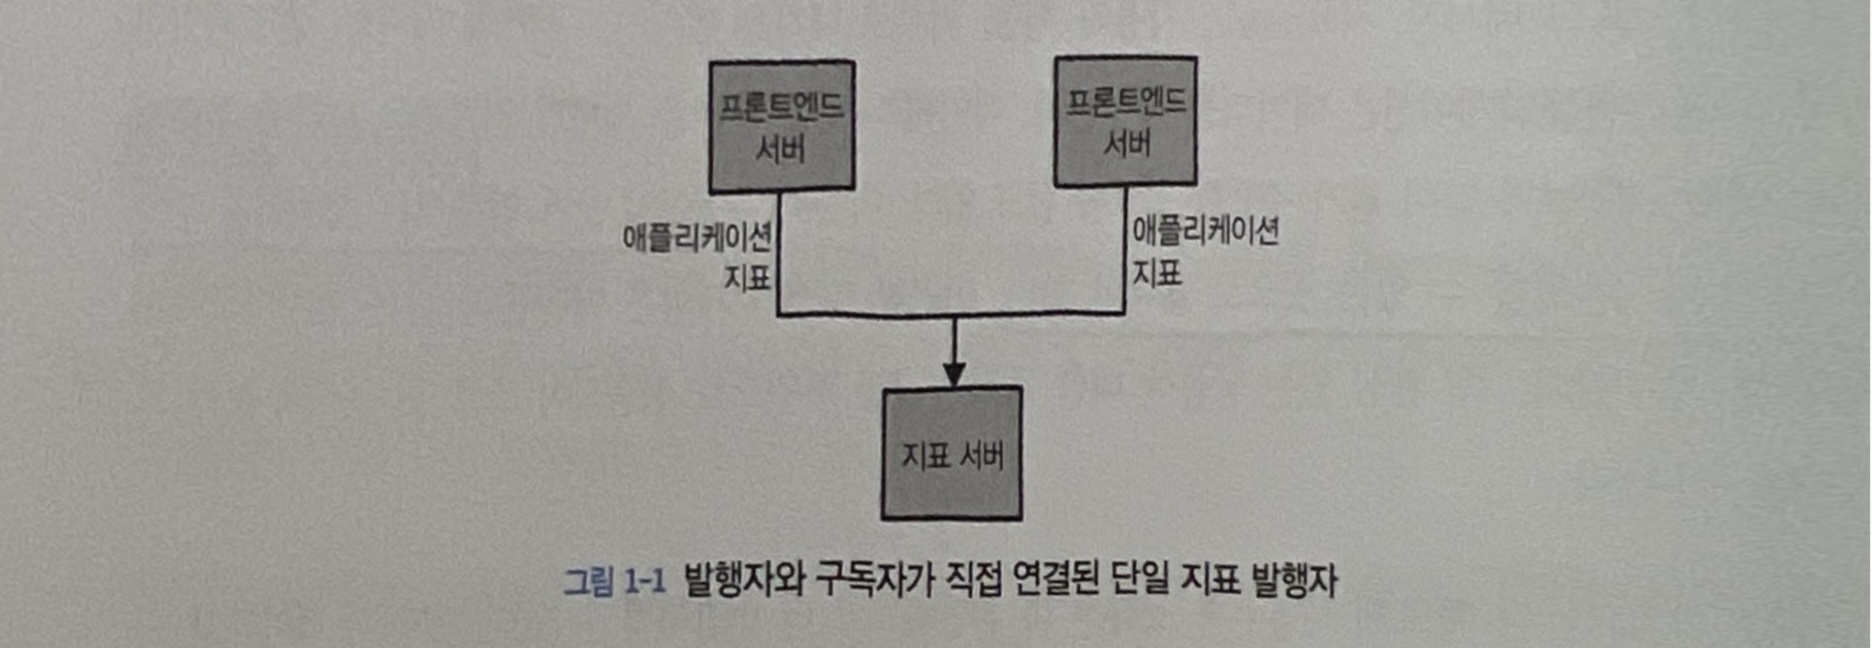 프론트엔드
서버
프론트엔드
서버
애플리케이션
지표
애플리케이션
지표
지표 서버
그림 1-1 발행자와 구독자가 직접 연결된 단일 지표 발행자